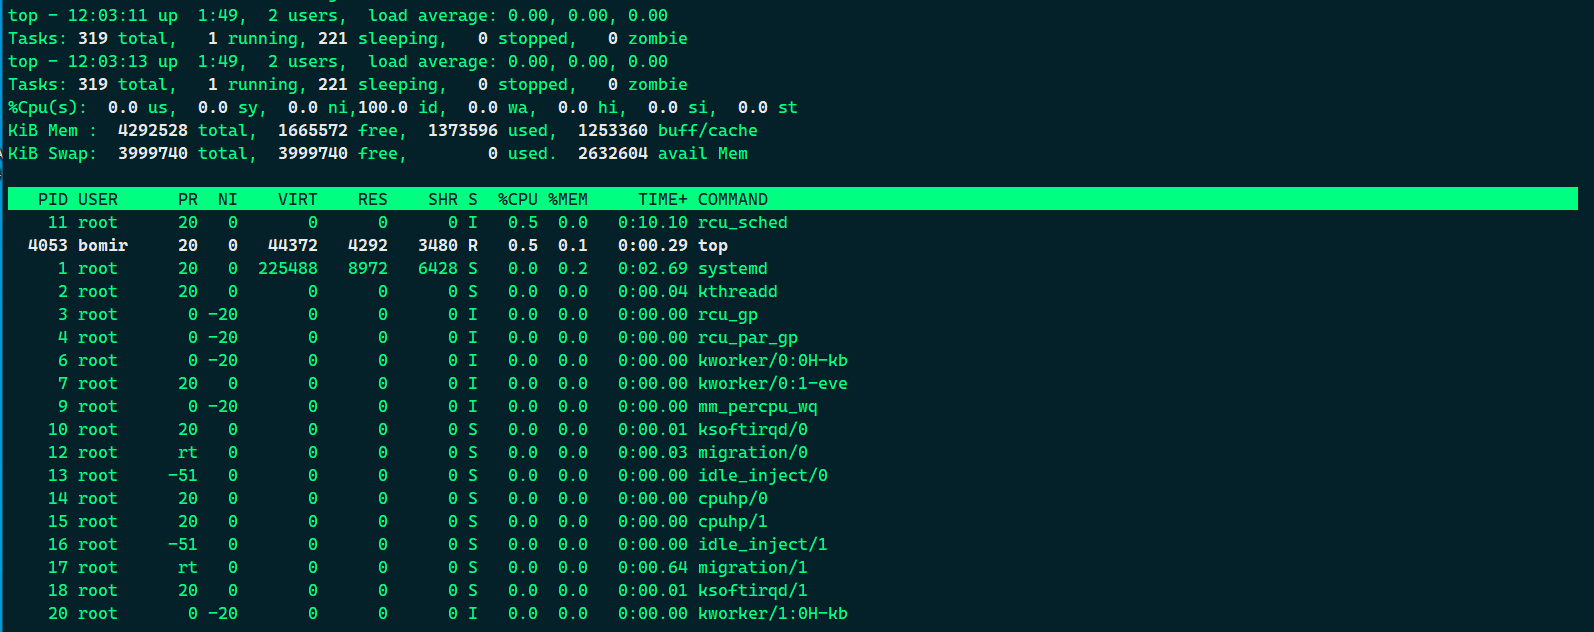 top - 12:03:11 up  1:49,  2 users,  load average: 0.00, 0.00, 0.00
Tasks: 319 total,   1 running, 221 sleeping,   0 stopped,   0 zombie
top - 12:03:13 up  1:49,  2 users,  load average: 0.00, 0.00, 0.00
Tasks: 319 total,   1 running, 221 sleeping,   0 stopped,   0 zombie
%Cpu(s):  0.0 us,  0.0 sy,  0.0 ni,100.0 id,  0.0 wa,  0.0 hi,  0.0 si,  0.0 st
KiB Mem :  4292528 total,  1665572 free,  1373596 used,  1253360 buff/cache
KiB Swap:  3999740 total,  3999740 free,        0 used.  2632604 avail Mem
   PID USER      PR  NI    VIRT    RES    SHR S  %CPU %MEM     TIME+ COMMAND
    11 root      20   0       0      0      0 I   0.5  0.0   0:10.10 rcu_sched
  4053 bomir     20   0   44372   4292   3480 R   0.5  0.1   0:00.29 top
     1 root      20   0  225488   8972   6428 S   0.0  0.2   0:02.69 systemd
     2 root      20   0       0      0      0 S   0.0  0.0   0:00.04 kthreadd
     3 root       0 -20       0      0      0 I   0.0  0.0   0:00.00 rcu_gp
     4 root       0 -20       0      0      0 I   0.0  0.0   0:00.00 rcu_par_gp
     6 root       0 -20       0      0      0 I   0.0  0.0   0:00.00 kworker/0:0H-kb
     7 root      20   0       0      0      0 I   0.0  0.0   0:00.00 kworker/0:1-eve
     9 root       0 -20       0      0      0 I   0.0  0.0   0:00.00 mm_percpu_wq
    10 root      20   0       0      0      0 S   0.0  0.0   0:00.01 ksoftirqd/0
    12 root      rt   0       0      0      0 S   0.0  0.0   0:00.03 migration/0
    13 root     -51   0       0      0      0 S   0.0  0.0   0:00.00 idle_inject/0
    14 root      20   0       0      0      0 S   0.0  0.0   0:00.00 cpuhp/0
    15 root      20   0       0      0      0 S   0.0  0.0   0:00.00 cpuhp/1
    16 root     -51   0       0      0      0 S   0.0  0.0   0:00.00 idle_inject/1
    17 root      rt   0       0      0      0 S   0.0  0.0   0:00.64 migration/1
    18 root      20   0       0      0      0 S   0.0  0.0   0:00.01 ksoftirqd/1
    20 root       0 -20       0      0      0 I   0.0  0.0   0:00.00 kworker/1:0H-kb